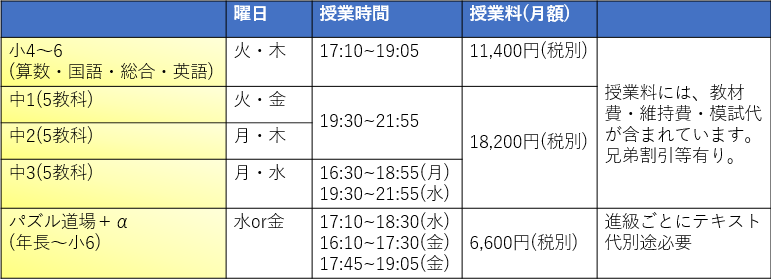 曜日 授業時間 授業料(月額)
小4～6
(算数・国語・総合・英語)
火・木
17:10~19:05
11,400円(税別)
中1(5教科)
火・金
19:30~21:55
中2(5教科)
月・木
18,200円(税別)
中3(5教科)
月・水
16:30~18:55(月)
19:30~21:55(水)
授業料には、教材
費・維持費・模試代
が含まれています。
兄弟割引等有り。
パズル道場＋α
(年長～小6)
水or金
17:10~18:30(水)
16:10~17:30(金)
17:45~19:05(金)
6,600円(税別)
進級ごとにテキスト
代別途必要